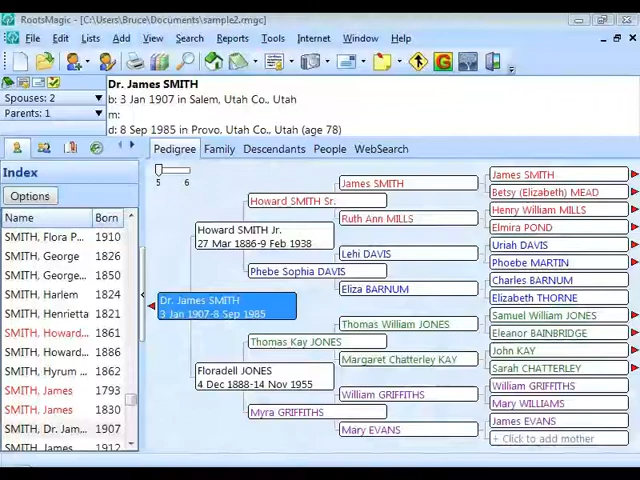 RootsMagic - [C:\Users\Bruce\Documents\sample2.rmgc]
File Edit Lists Add View Search Reports Tools Internet Window Help
Spouses: 2
Parents: 1
Dr. James SMITH
b: 3 Jan 1907 in Salem, Utah Co., Utah
m:
d: 8 Sep 1985 in Provo, Utah Co., Utah (age 78)
Pedigree Family Descendants People WebSearch
Index
Options
Name Born
SMITH, Flora P... 1910
SMITH, George 1826
SMITH, George... 1850
SMITH, Harlem 1824
SMITH, Henrietta 1821
SMITH, Howard... 1861
SMITH, Howard... 1886
SMITH, Hyrum ... 1862
SMITH, James 1793
SMITH, James 1830
SMITH, Dr. Jam... 1907
SMITH, James 1912
5 6
Dr. James SMITH
3 Jan 1907-8 Sep 1985
Howard SMITH Jr.
27 Mar 1886-9 Feb 1938
Floradell JONES
4 Dec 1888-14 Nov 1955
Howard SMITH Sr.
Phebe Sophia DAVIS
Thomas Kay JONES
Myra GRIFFITHS
James SMITH
Ruth Ann MILLS
Lehi DAVIS
Eliza BARNUM
Thomas William JONES
Margaret Chatterley KAY
William GRIFFITHS
Mary EVANS
James SMITH
Betsy (Elizabeth) MEAD
Henry William MILLS
Elmira POND
Uriah DAVIS
Phoebe MARTIN
Charles BARNUM
Elizabeth THORNE
Samuel William JONES
Eleanor BAINBRIDGE
John KAY
Sarah CHATTERLEY
William GRIFFITHS
Mary WILLIAMS
James EVANS
+ Click to add mother